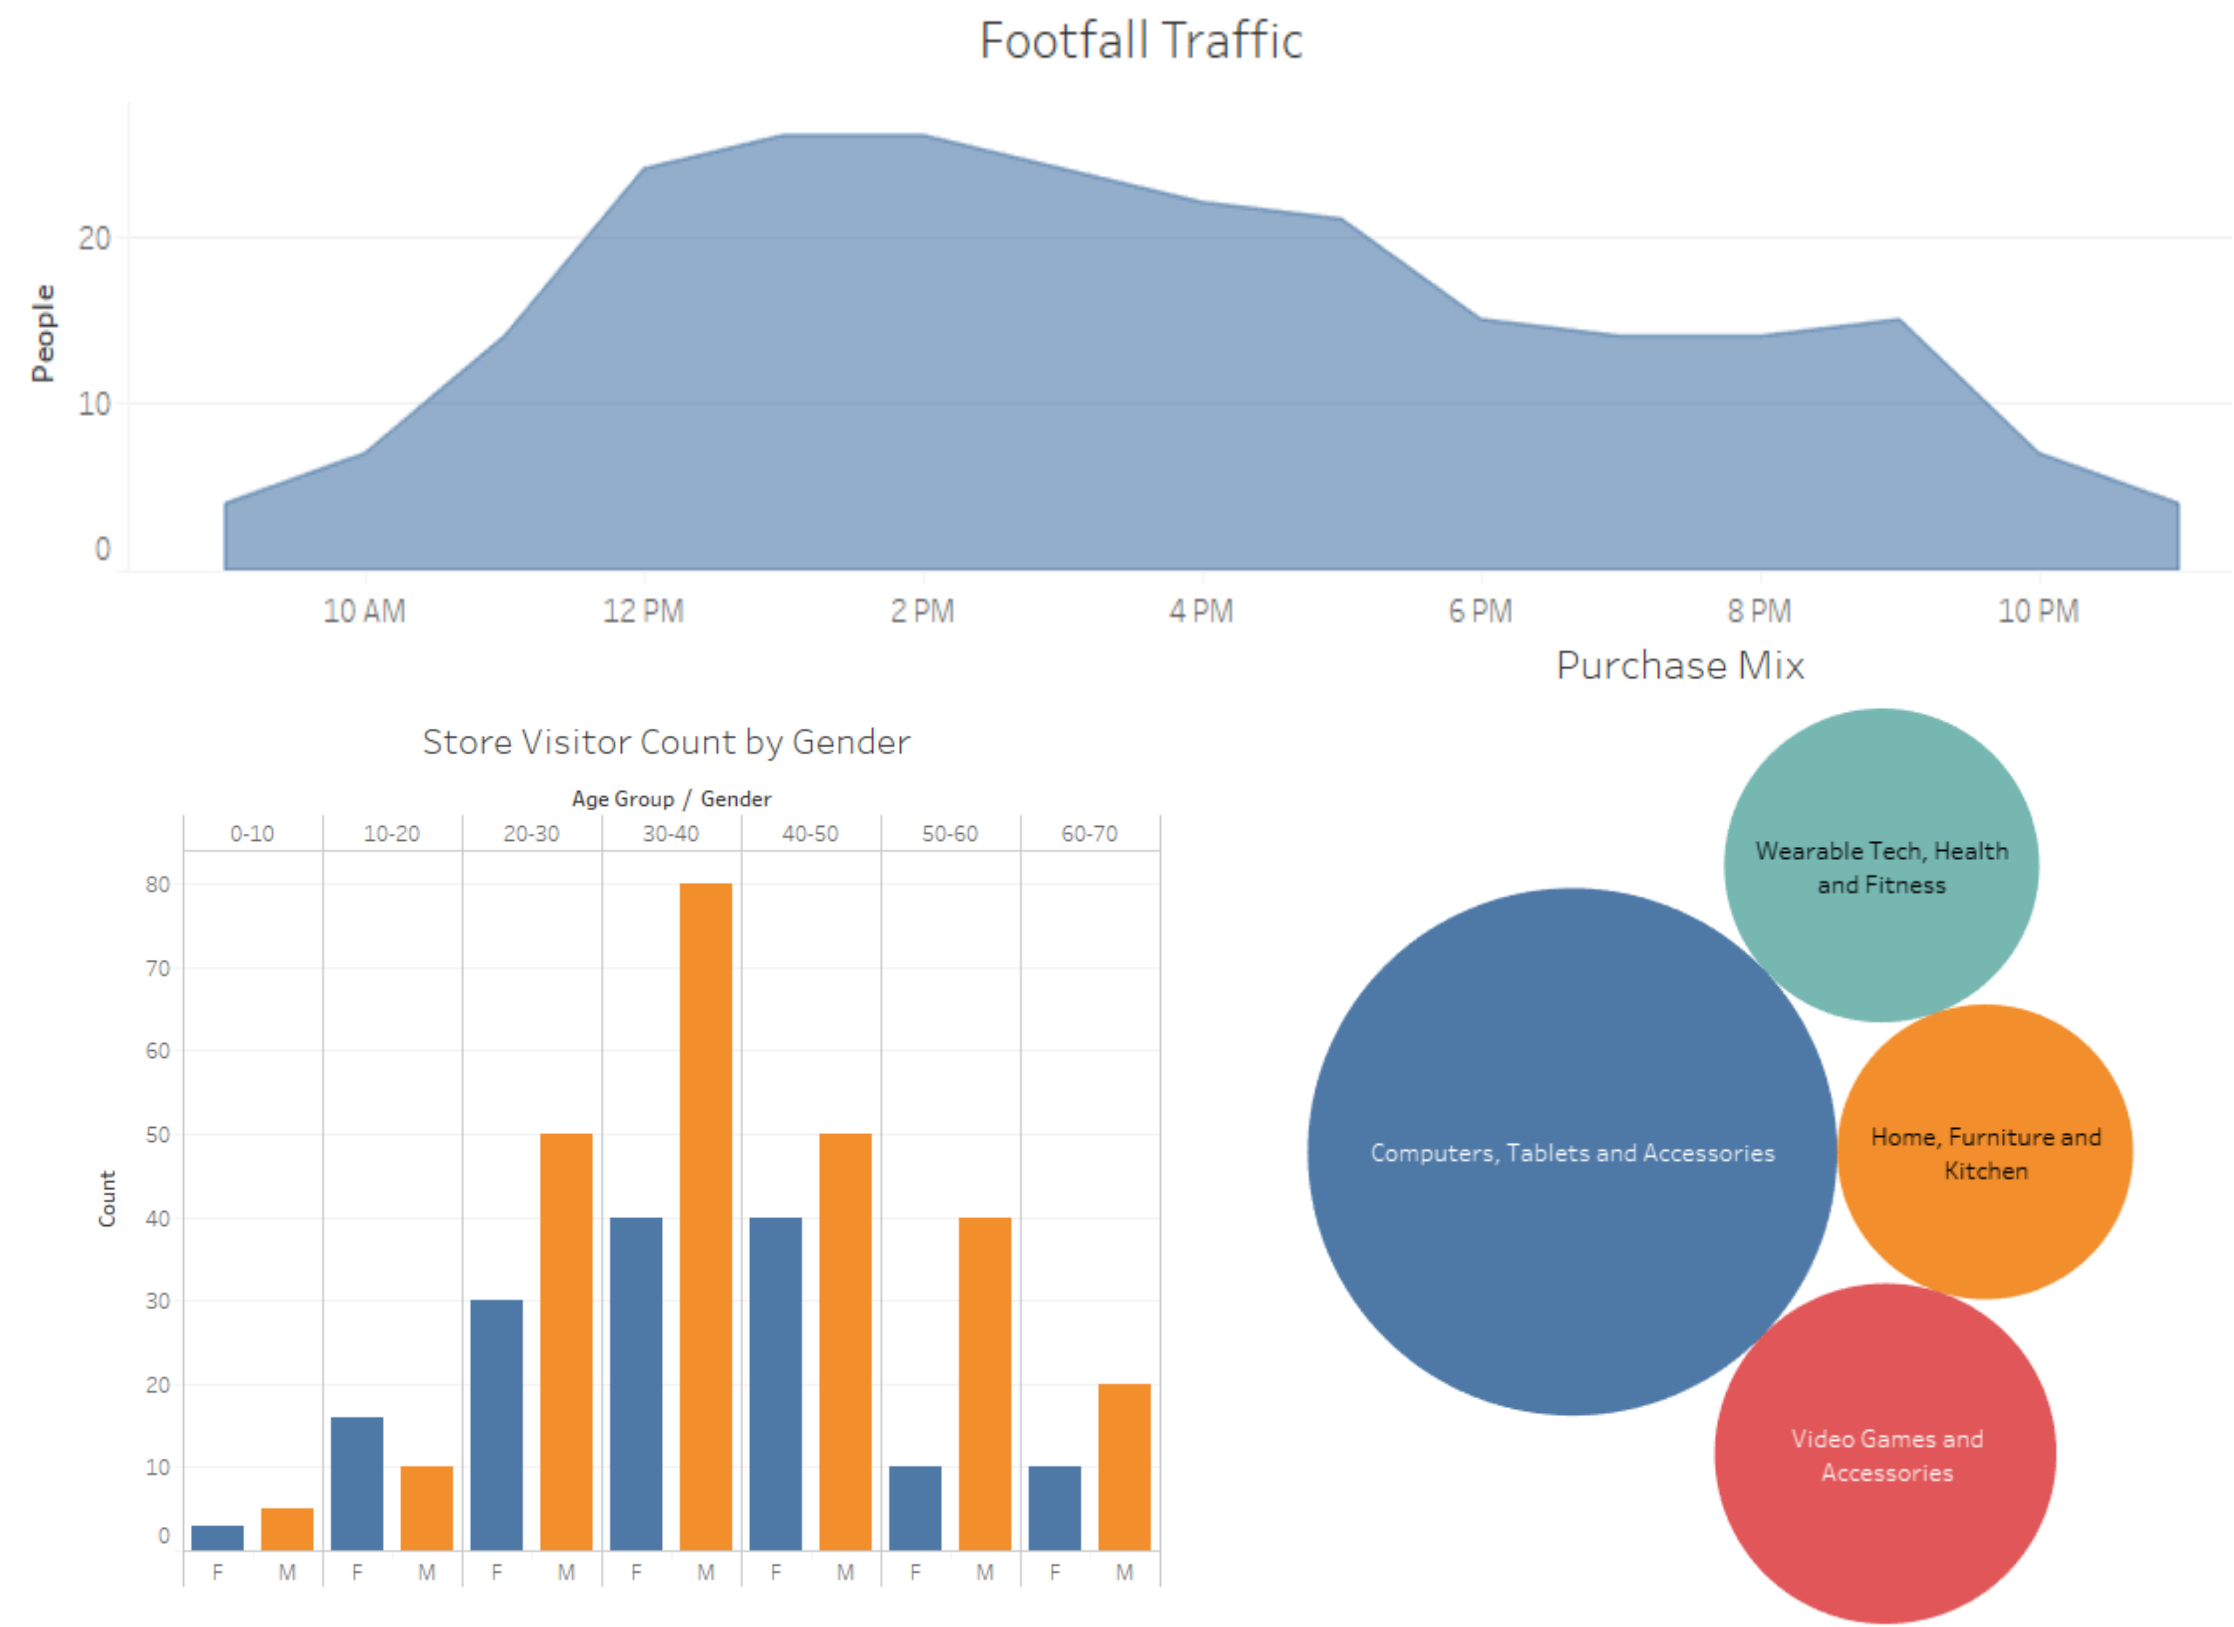 Footfall Traffic
People
20
10
0
10 AM 12 PM 2 PM 4 PM 6 PM 8 PM 10 PM
Store Visitor Count by Gender
Age Group / Gender
0-10 10-20 20-30 30-40 40-50 50-60 60-70
Count
80
70
60
50
40
30
20
10
0
F M F M F M F M F M F M F M
Purchase Mix
Wearable Tech, Health
and Fitness
Computers, Tablets and Accessories
Home, Furniture and
Kitchen
Video Games and
Accessories